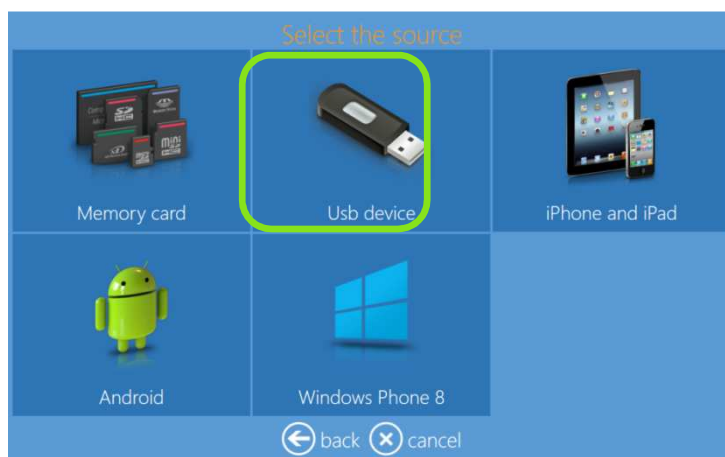 Select the source
Memory card
Usb device
iPhone and iPad
Android
Windows Phone 8
back
cancel